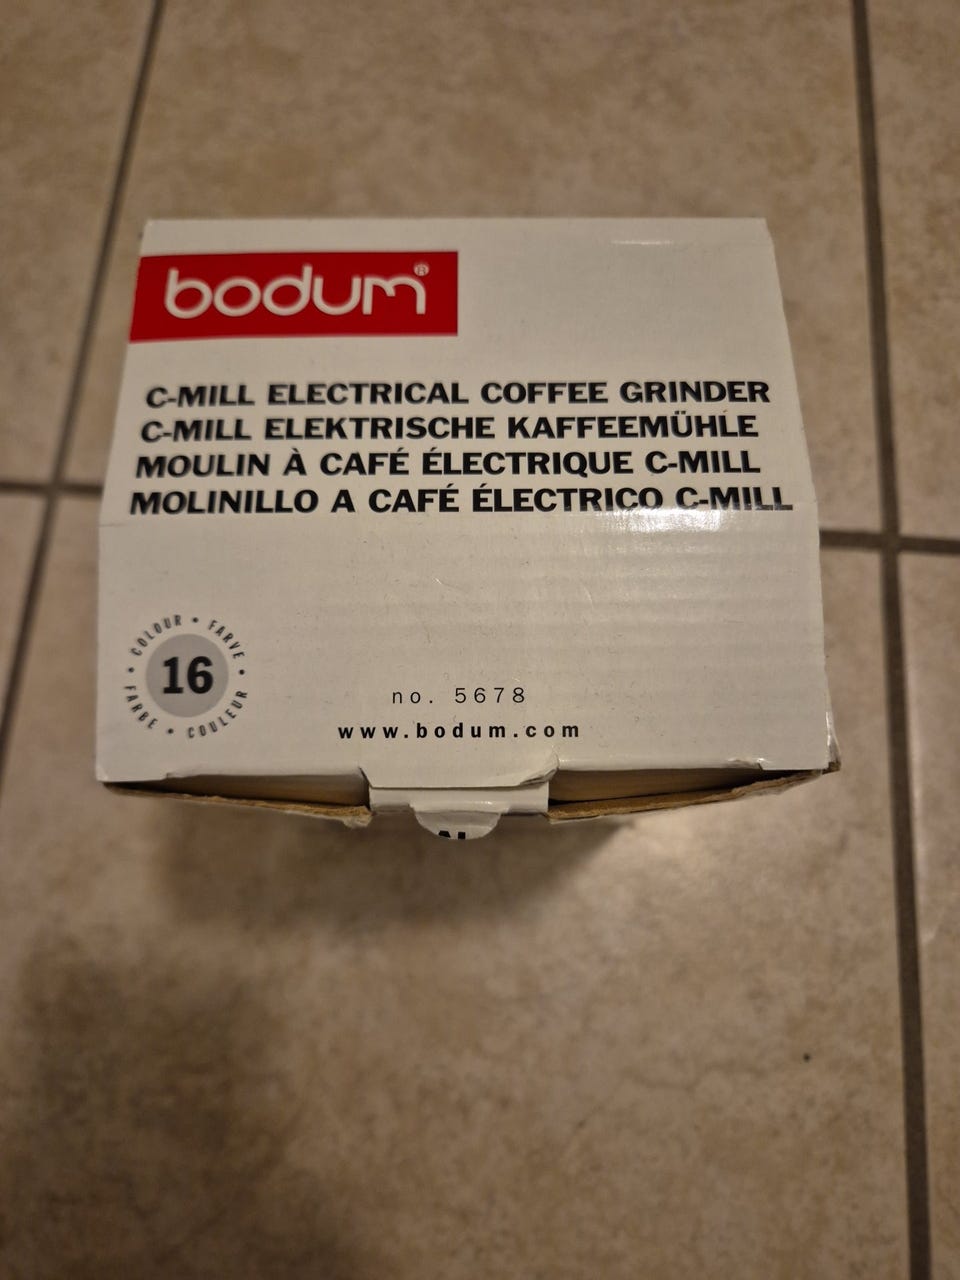 bodum®
C-MILL ELECTRICAL COFFEE GRINDER
C-MILL ELEKTRISCHE KAFFEEMÜHLE
MOULIN À CAFÉ ÉLECTRIQUE C-MILL
MOLINILLO A CAFÉ ÉLECTRICO C-MILL
COLOUR • FARVE • COULEUR • FARBE •
16
no. 5678
www.bodum.com